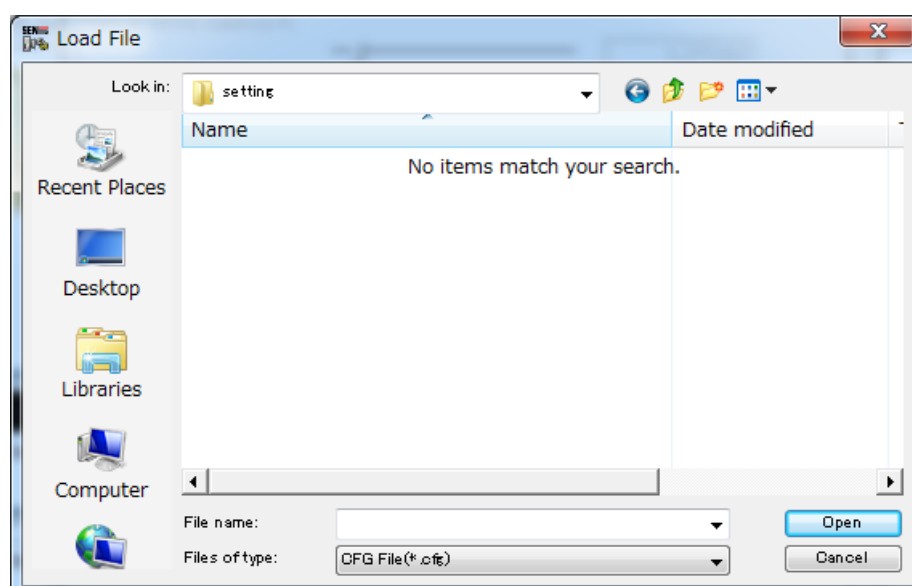 SEN
Load File
Look in:
setting
Name
Date modified
No items match your search.
Recent Places
Desktop
Libraries
Computer
File name:
Open
Files of type:
CFG File(*.cfg)
Cancel